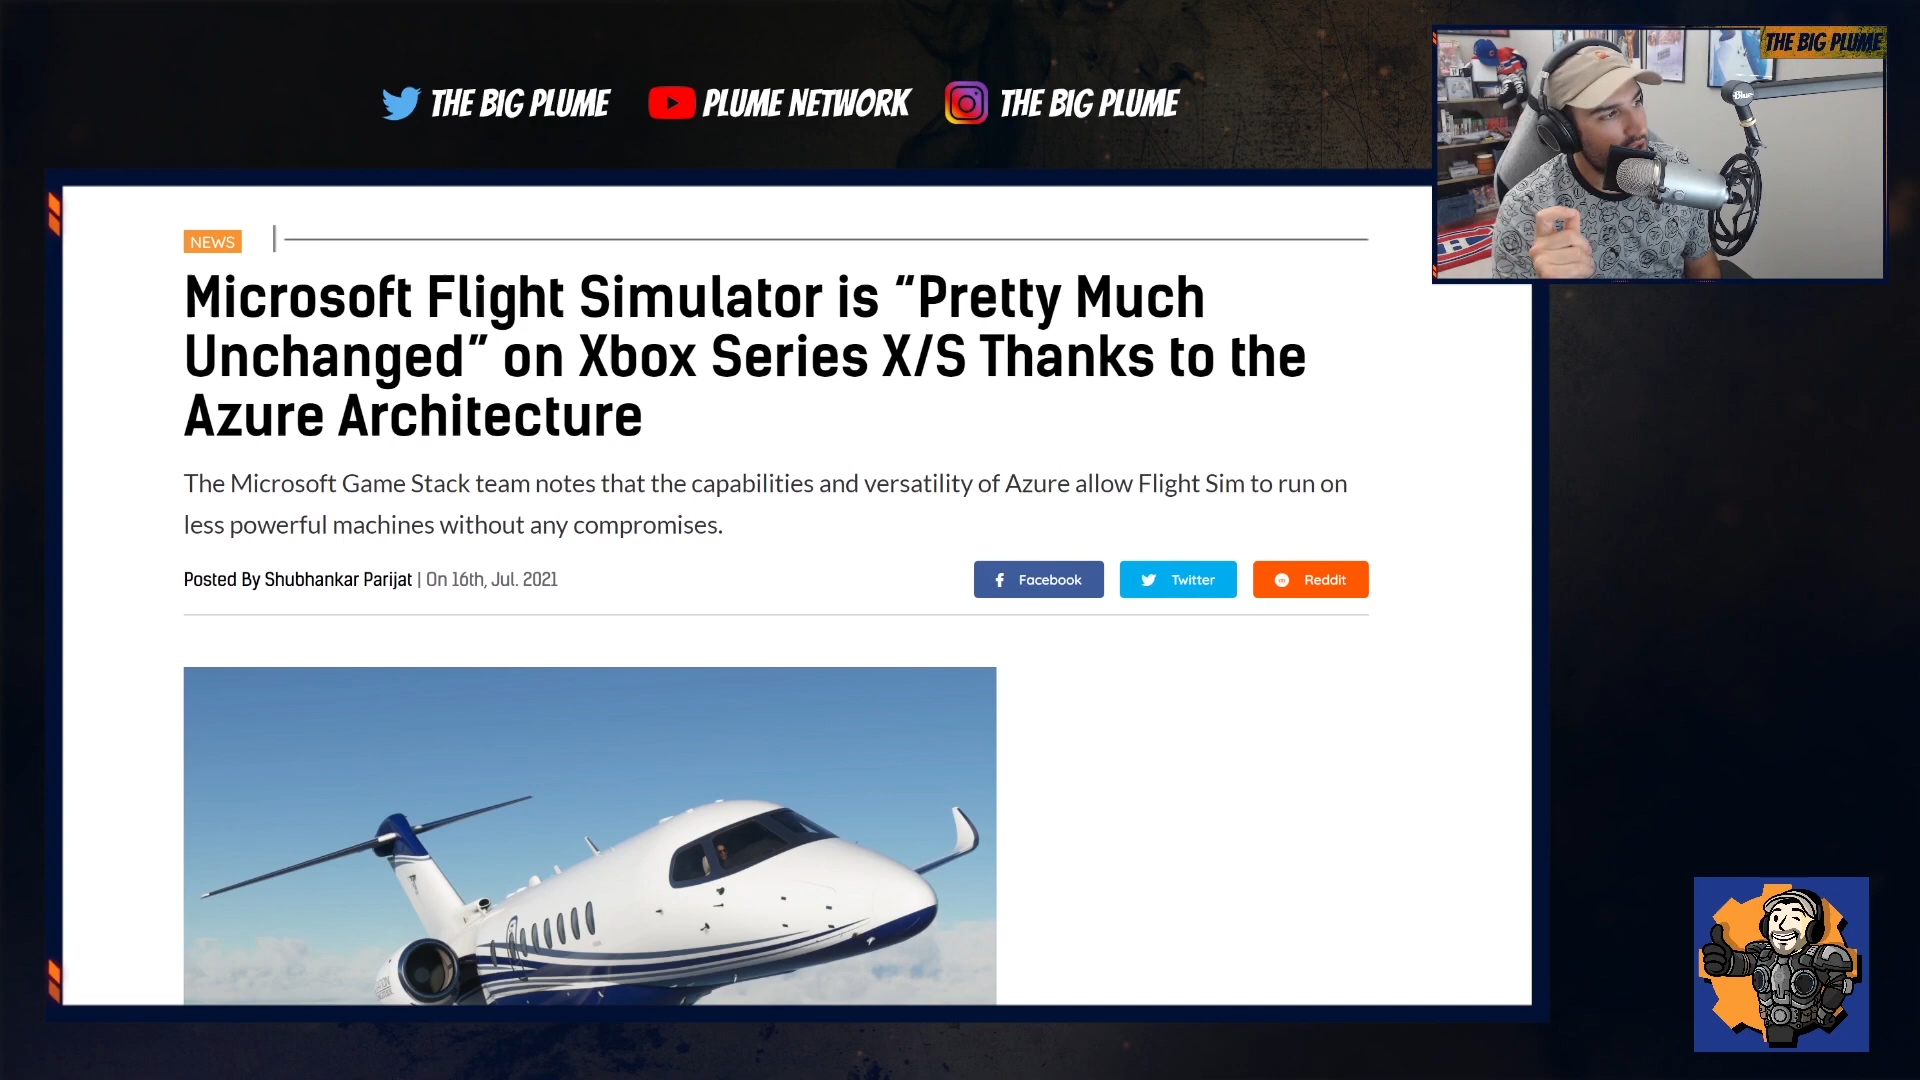 THE BIG PLUME
PLUME NETWORK
THE BIG PLUME
THE BIG PLUME
Blue
NEWS
Microsoft Flight Simulator is “Pretty Much
Unchanged” on Xbox Series X/S Thanks to the
Azure Architecture
The Microsoft Game Stack team notes that the capabilities and versatility of Azure allow Flight Sim to run on
less powerful machines without any compromises.
Posted By Shubhankar Parijat | On 16th, Jul. 2021
Facebook
Twitter
Reddit